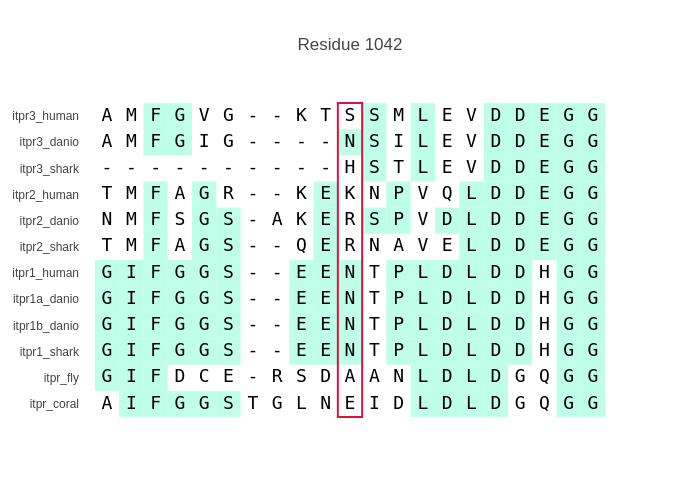 Residue 1042
itpr3_human A M F G V G - - K T S S M L E V D D E G G
itpr3_danio A M F G I G - - - - N S I L E V D D E G G
itpr3_shark - - - - - - - - - - H S T L E V D D E G G
itpr2_human T M F A G R - - K E K N P V Q L D D E G G
itpr2_danio N M F S G S - A K E R S P V D L D D E G G
itpr2_shark T M F A G S - - Q E R N A V E L D D E G G
itpr1_human G I F G G S - - E E N T P L D L D D H G G
itpr1a_danio G I F G G S - - E E N T P L D L D D H G G
itpr1b_danio G I F G G S - - E E N T P L D L D D H G G
itpr1_shark G I F G G S - - E E N T P L D L D D H G G
itpr_fly G I F D C E - R S D A A N L D L D G Q G G
itpr_coral A I F G G S T G L N E I D L D L D G Q G G